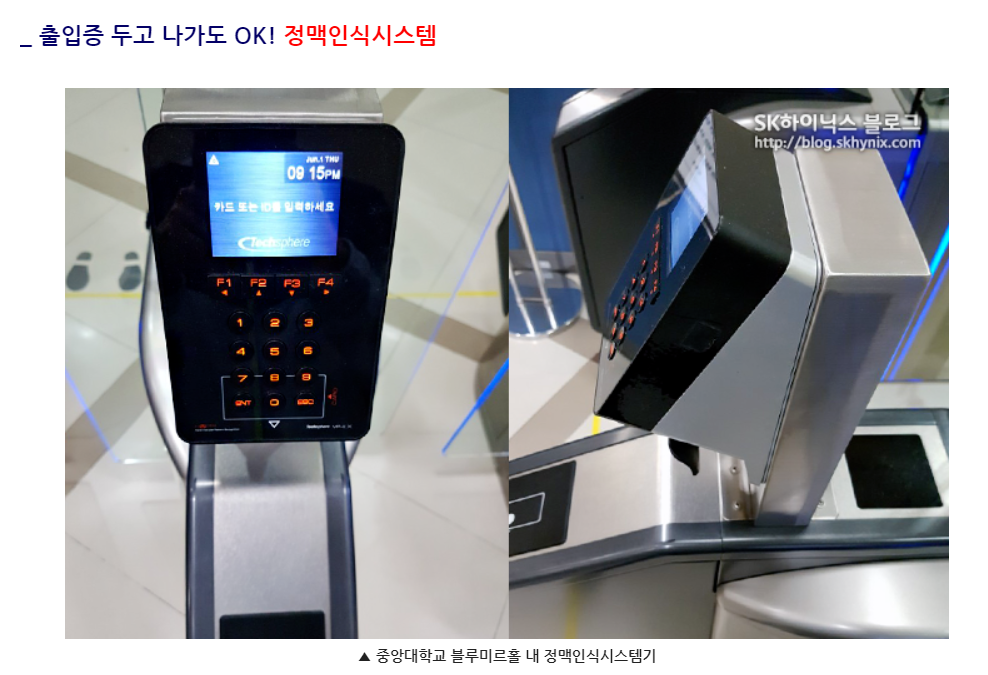 _ 출입증 두고 나가도 OK! 정맥인식시스템
SK하이닉스 블로그
http://blog.skhynix.com
JUN.1 THU
09 15PM
카드 또는 ID를 입력하세요
Techsphere
F1 F2 F3 F4
1 2 3
4 5 6
7 8 9
ENT 0 ESC
▲ 중앙대학교 블루미르홀 내 정맥인식시스템기